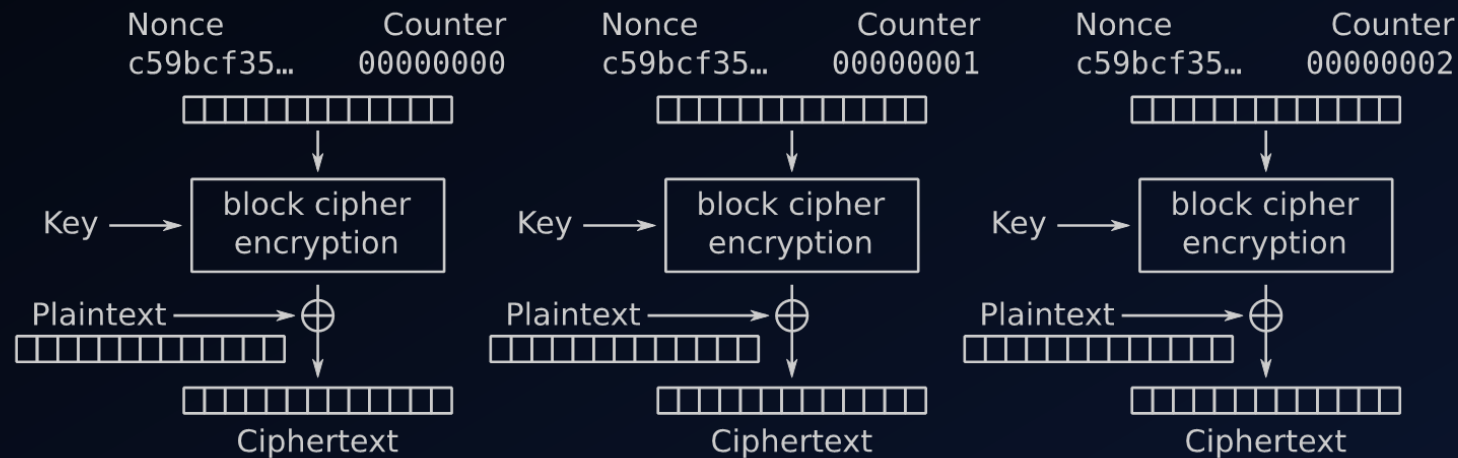 Nonce Counter Nonce Counter Nonce Counter
c59bcf35… 00000000 c59bcf35… 00000001 c59bcf35… 00000002
block cipher block cipher block cipher
Key Key Key
encryption encryption encryption
Plaintext Plaintext Plaintext
Ciphertext Ciphertext Ciphertext